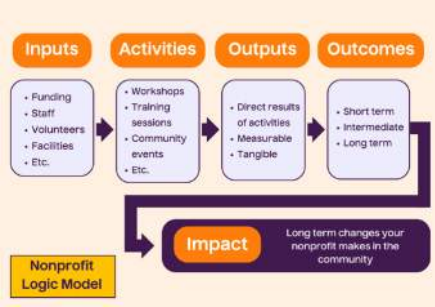 Inputs
Activities
Outputs
Outcomes
• Funding
• Staff
• Volunteers
• Facilities
• Etc.
• Workshops
• Training
sessions
• Community
events
• Etc.
• Direct results
of activities
• Measurable
• Tangible
• Short term
• Intermediate
• Long term
Impact
Long term changes your
nonprofit makes in the
community
Nonprofit
Logic Model